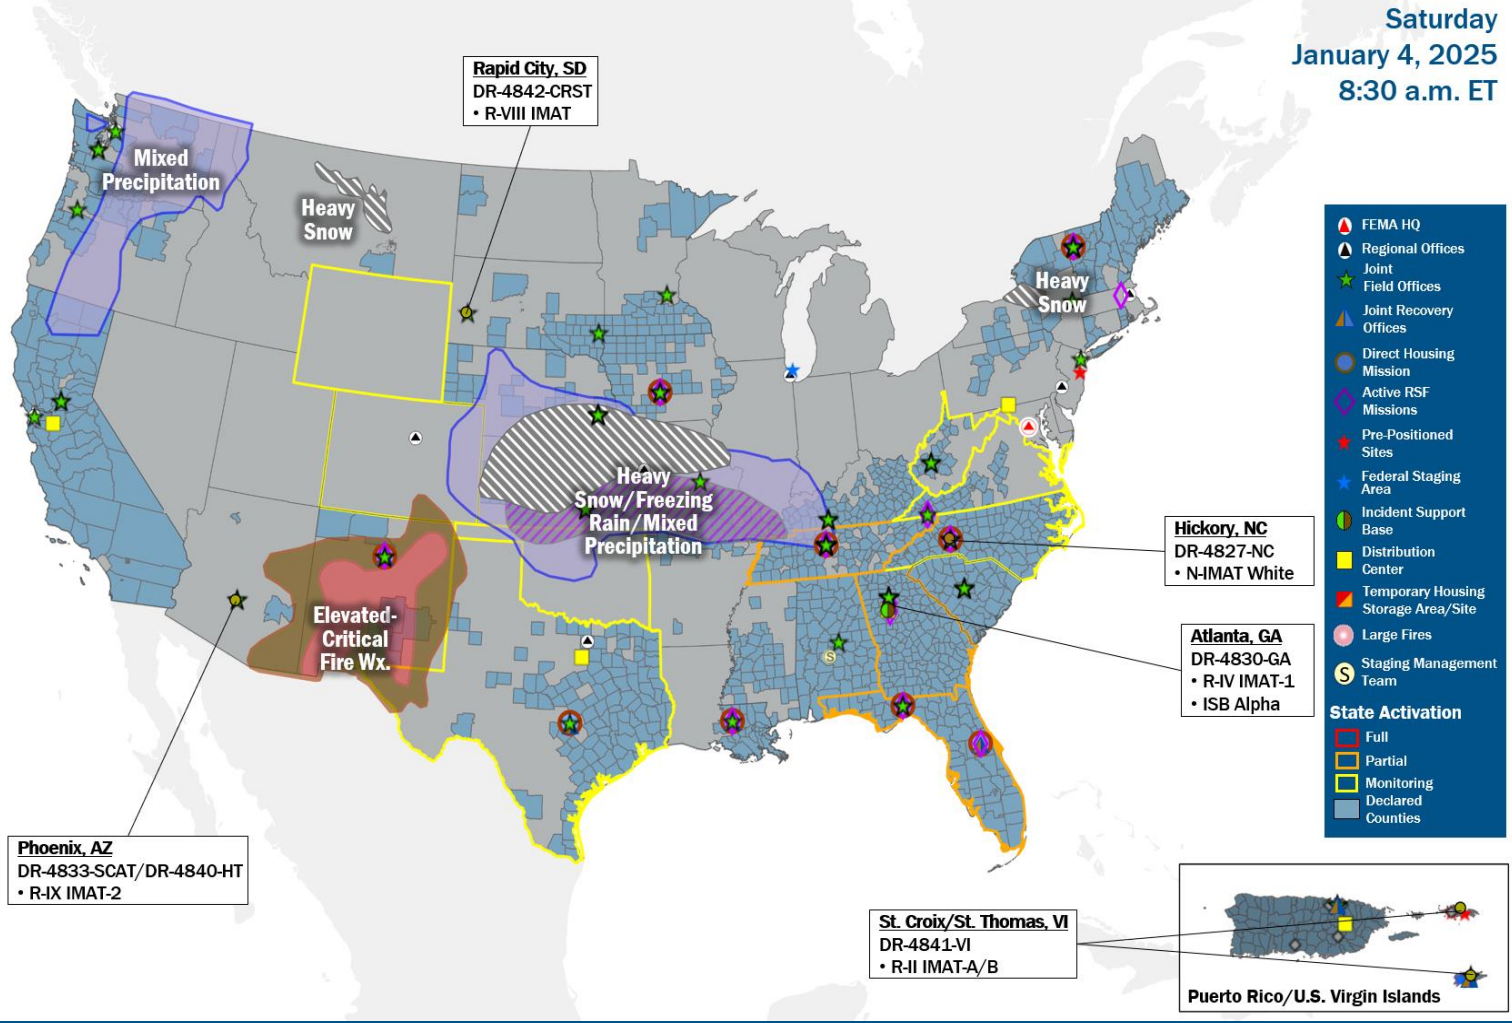 Saturday
January 4, 2025
8:30 a.m. ET
Rapid City, SD
DR-4842-CRST
• R-VIII IMAT
Mixed
Precipitation
Heavy
Snow
Heavy
Snow
Heavy
Snow/Freezing
Rain/Mixed
Precipitation
Elevated-
Critical
Fire Wx.
Hickory, NC
DR-4827-NC
• N-IMAT White
Atlanta, GA
DR-4830-GA
• R-IV IMAT-1
• ISB Alpha
S
Phoenix, AZ
DR-4833-SCAT/DR-4840-HT
• R-IX IMAT-2
St. Croix/St. Thomas, VI
DR-4841-VI
• R-II IMAT-A/B
Puerto Rico/U.S. Virgin Islands
FEMA HQ
Regional Offices
Joint
Field Offices
Joint Recovery
Offices
Direct Housing
Mission
Active RSF
Missions
Pre-Positioned
Sites
Federal Staging
Area
Incident Support
Base
Distribution
Center
Temporary Housing
Storage Area/Site
Large Fires
S
Staging Management
Team
State Activation
Full
Partial
Monitoring
Declared
Counties